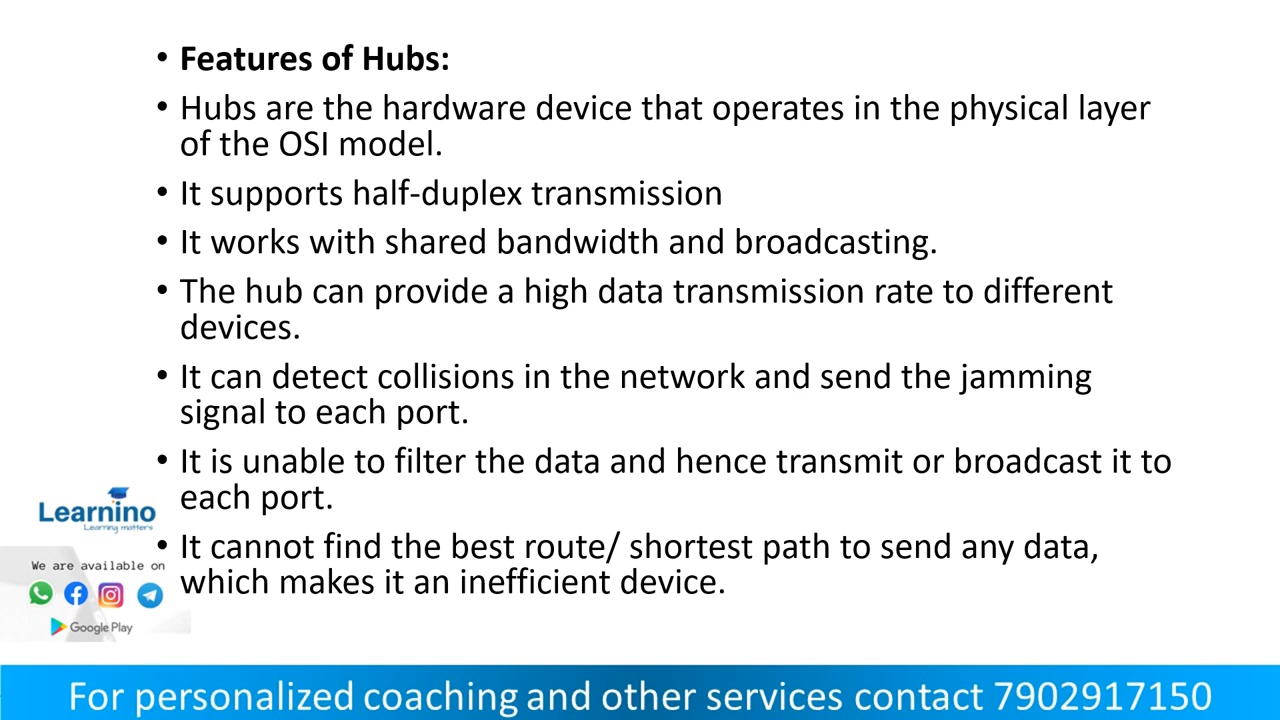 • Features of Hubs:
• Hubs are the hardware device that operates in the physical layer
of the OSI model.
• It supports half-duplex transmission
• It works with shared bandwidth and broadcasting.
• The hub can provide a high data transmission rate to different
devices.
• It can detect collisions in the network and send the jamming
signal to each port.
• It is unable to filter the data and hence transmit or broadcast it to
each port.
• It cannot find the best route/ shortest path to send any data,
which makes it an inefficient device.
Learnino
Learning matters
We are available on
Google Play
For personalized coaching and other services contact 7902917150